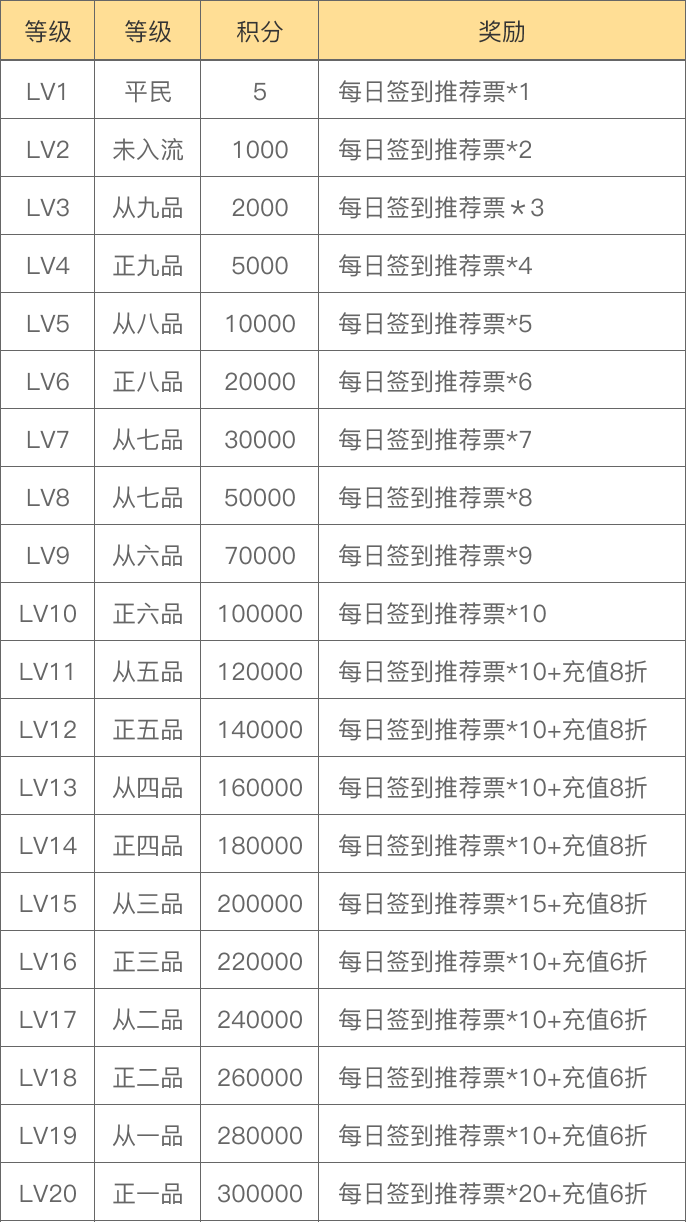 等级 等级 积分 奖励
LV1 平民 5 每日签到推荐票*1
LV2 未入流 1000 每日签到推荐票*2
LV3 从九品 2000 每日签到推荐票＊3
LV4 正九品 5000 每日签到推荐票*4
LV5 从八品 10000 每日签到推荐票*5
LV6 正八品 20000 每日签到推荐票*6
LV7 从七品 30000 每日签到推荐票*7
LV8 从七品 50000 每日签到推荐票*8
LV9 从六品 70000 每日签到推荐票*9
LV10 正六品 100000 每日签到推荐票*10
LV11 从五品 120000 每日签到推荐票*10+充值8折
LV12 正五品 140000 每日签到推荐票*10+充值8折
LV13 从四品 160000 每日签到推荐票*10+充值8折
LV14 正四品 180000 每日签到推荐票*10+充值8折
LV15 从三品 200000 每日签到推荐票*15+充值8折
LV16 正三品 220000 每日签到推荐票*10+充值6折
LV17 从二品 240000 每日签到推荐票*10+充值6折
LV18 正二品 260000 每日签到推荐票*10+充值6折
LV19 从一品 280000 每日签到推荐票*10+充值6折
LV20 正一品 300000 每日签到推荐票*20+充值6折